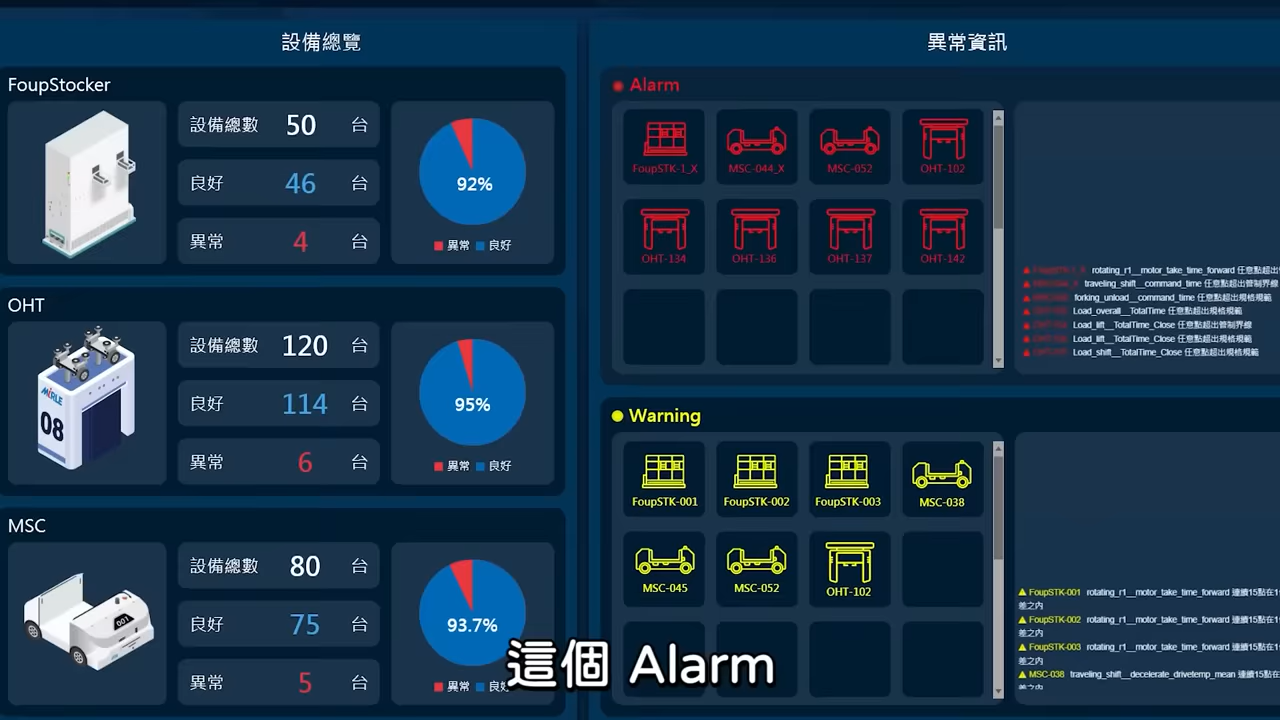 設備總覽
FoupStocker
設備總數 50 台
良好 46 台
異常 4 台
92%
異常 良好
OHT
MIRLE
08
設備總數 120 台
良好 114 台
異常 6 台
95%
異常 良好
MSC
001
設備總數 80 台
良好 75 台
異常 5 台
93.7%
異常 良好
異常資訊
Alarm
FoupSTK-1_X MSC-044_X MSC-052 OHT-102
OHT-134 OHT-136 OHT-137 OHT-142
rotating_r1__motor_take_time_forward 任意點超出
traveling_shift__command_time 任意點超出管制界線
forking_unload__command_time 任意點超出規格規範
Load_overall__TotalTime 任意點超出規格規範
Load_lift__TotalTime_Close 任意點超出管制界線
Load_lift__TotalTime_Close 任意點超出規格規範
Load_shift__TotalTime_Close 任意點超出規格規範
Warning
FoupSTK-001 FoupSTK-002 FoupSTK-003 MSC-038
MSC-045 MSC-052 OHT-102
FoupSTK-001 rotating_r1__motor_take_time_forward 連續15點在1
差之內
FoupSTK-002 rotating_r1__motor_take_time_forward 連續15點在1
差之內
FoupSTK-003 rotating_r1__motor_take_time_forward 連續15點在1
差之內
MSC-038 traveling_shift__decelerate_drivetemp_mean 連續15點在
這個 Alarm